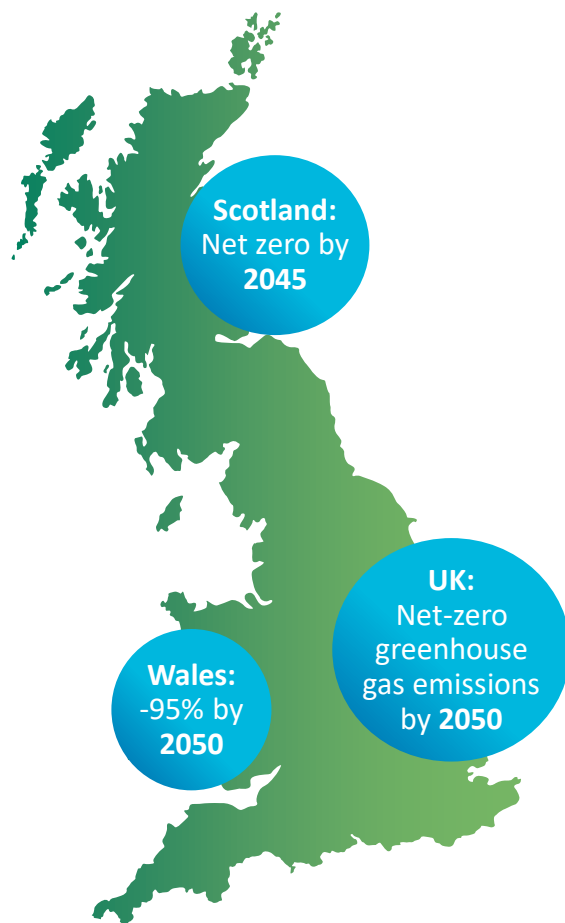 Scotland:
Net zero by
2045
UK:
Net-zero
greenhouse
gas emissions
by 2050
Wales:
-95% by
2050